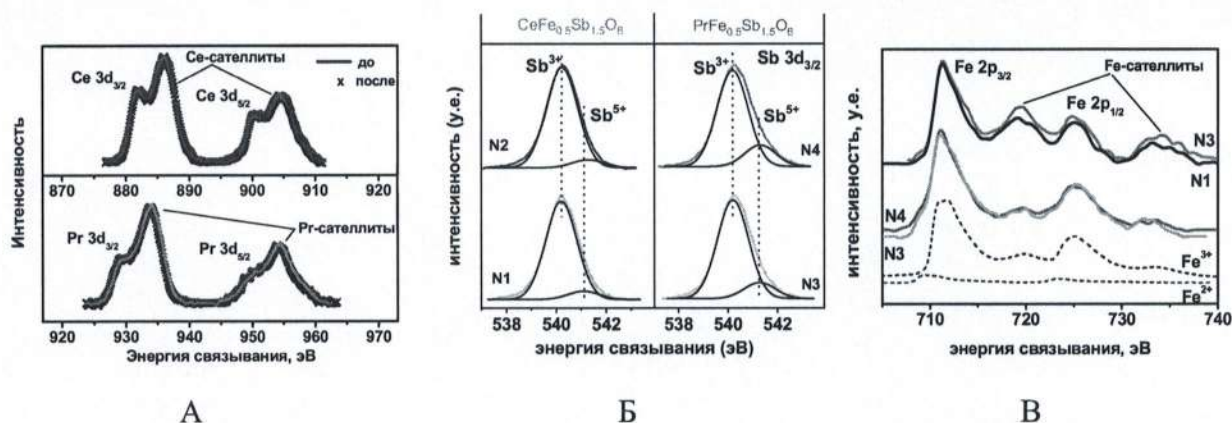 Интенсивность
Ce-сателлиты
Ce 3d3/2
Ce 3d5/2
до
x после
870 880 890 900 910 920
Pr-сателлиты
Pr 3d3/2
Pr 3d5/2
920 930 940 950 960 970
Энергия связывания, эВ
А
интенсивность (у.е.)
CeFe0.5Sb1.5O6
PrFe0.5Sb1.5O6
Sb3+
Sb5+
N2
Sb3+
Sb 3d3/2
Sb5+
N4
N1
N3
538 540 542
538 540 542
энергия связывания (эВ)
Б
интенсивность, у.е.
Fe 2p3/2
Fe-сателлиты
Fe 2p1/2
N3
N1
N4
N3
Fe3+
Fe2+
710 720 730 740
Энергия связывания, эВ
В